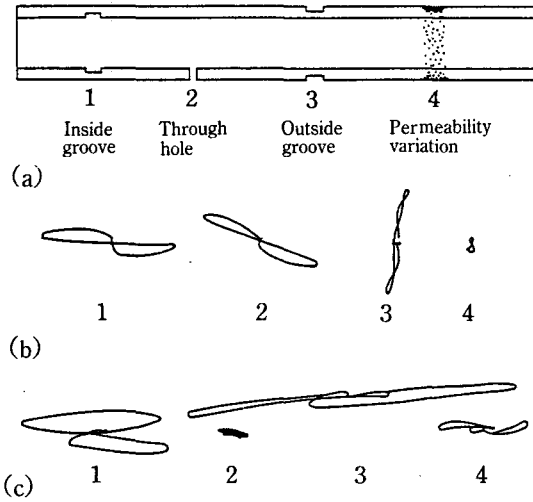 1 2 3 4
Inside Through Outside Permeability
groove hole groove variation
(a)
1 2 3 4
(b)
1 2 3 4
(c)